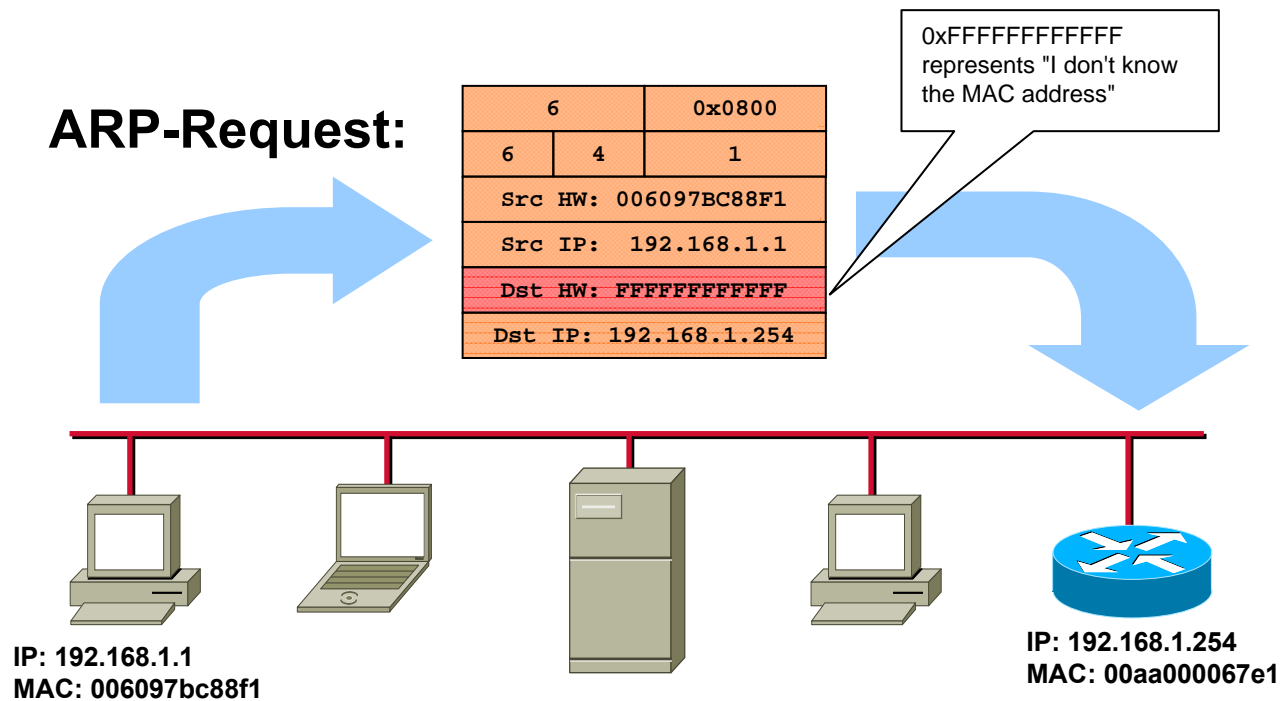 ARP-Request:
6 0x0800
6 4 1
Src HW: 006097BC88F1
Src IP: 192.168.1.1
Dst HW: FFFFFFFFFFFF
Dst IP: 192.168.1.254
0xFFFFFFFFFFFF
represents "I don't know
the MAC address"
IP: 192.168.1.1
MAC: 006097bc88f1
IP: 192.168.1.254
MAC: 00aa000067e1